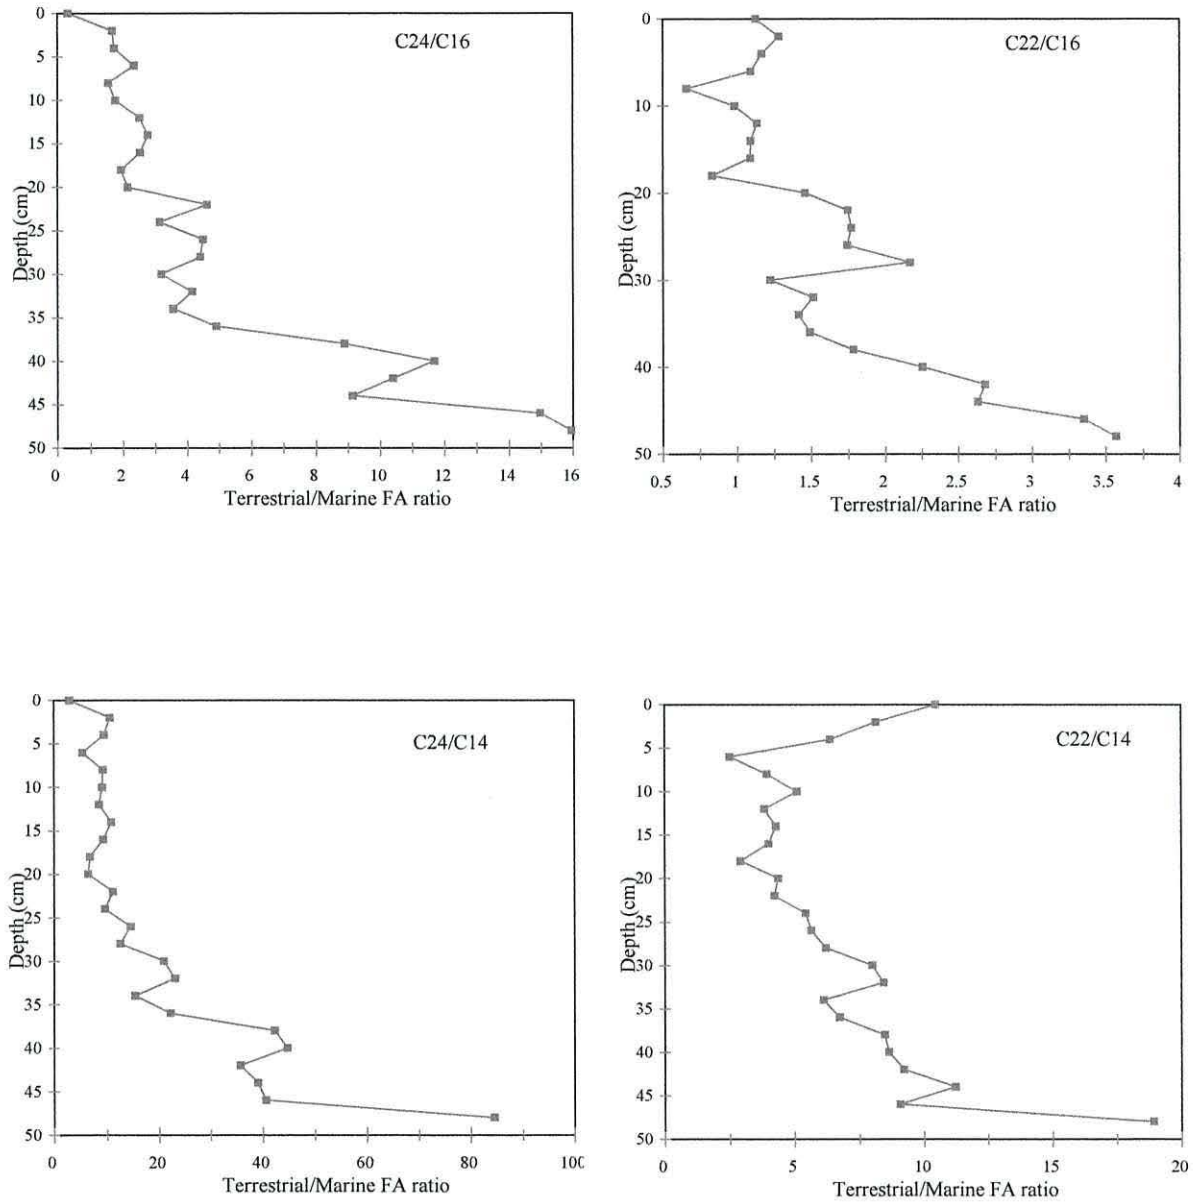 C24/C16
0
5
10
15
20
25
30
35
40
45
50
Depth (cm)
0 2 4 6 8 10 12 14 16
Terrestrial/Marine FA ratio
C22/C16
0
10
20
30
40
50
Depth (cm)
0.5 1 1.5 2 2.5 3 3.5 4
Terrestrial/Marine FA ratio
C24/C14
0
5
10
15
20
25
30
35
40
45
50
Depth (cm)
0 20 40 60 80 100
Terrestrial/Marine FA ratio
C22/C14
0
5
10
15
20
25
30
35
40
45
50
Depth (cm)
0 5 10 15 20
Terrestrial/Marine FA ratio